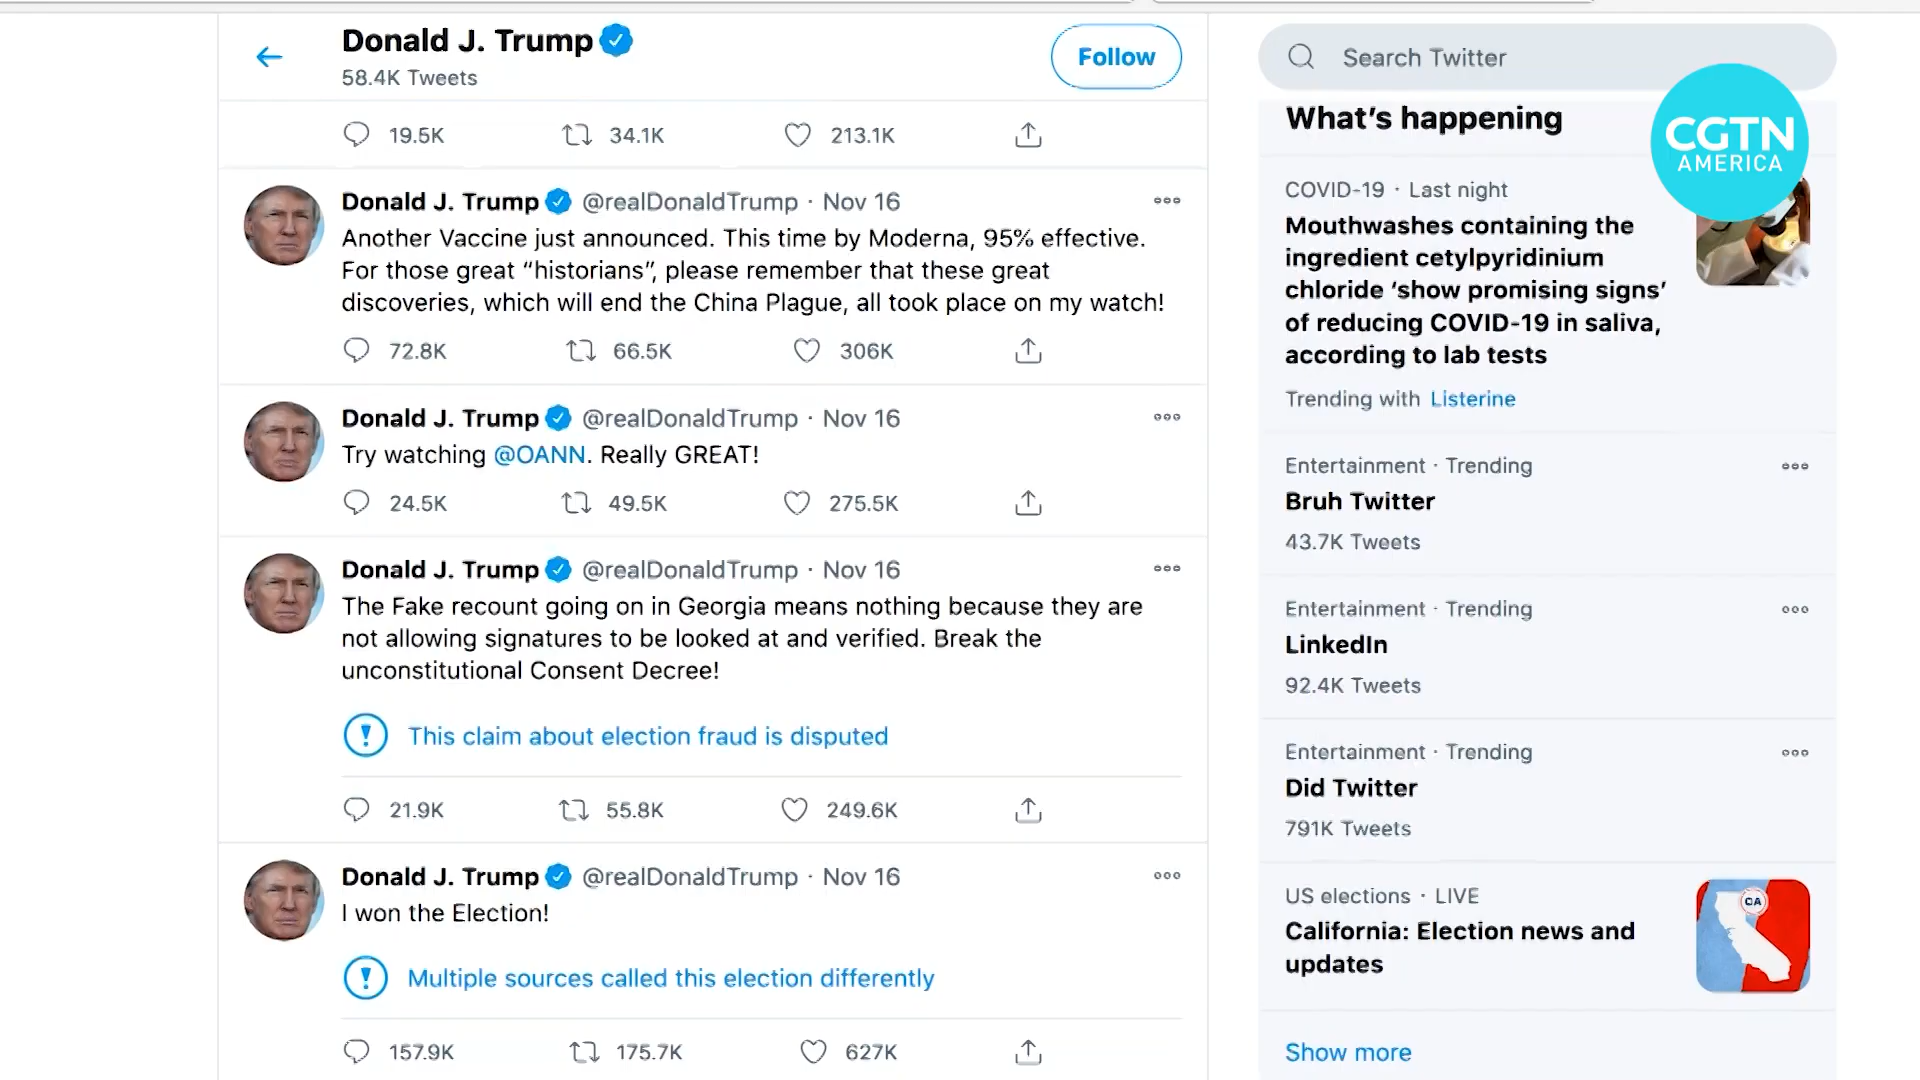 Donald J. Trump
58.4K Tweets
Follow
19.5K 34.1K 213.1K
Donald J. Trump @realDonaldTrump · Nov 16
Another Vaccine just announced. This time by Moderna, 95% effective.
For those great “historians”, please remember that these great
discoveries, which will end the China Plague, all took place on my watch!
72.8K 66.5K 306K
Donald J. Trump @realDonaldTrump · Nov 16
Try watching @OANN. Really GREAT!
24.5K 49.5K 275.5K
Donald J. Trump @realDonaldTrump · Nov 16
The Fake recount going on in Georgia means nothing because they are
not allowing signatures to be looked at and verified. Break the
unconstitutional Consent Decree!
This claim about election fraud is disputed
21.9K 55.8K 249.6K
Donald J. Trump @realDonaldTrump · Nov 16
I won the Election!
Multiple sources called this election differently
157.9K 175.7K 627K
Search Twitter
CGTN
AMERICA
What’s happening
COVID-19 · Last night
Mouthwashes containing the
ingredient cetylpyridinium
chloride ‘show promising signs’
of reducing COVID-19 in saliva,
according to lab tests
Trending with Listerine
Entertainment · Trending
Bruh Twitter
43.7K Tweets
Entertainment · Trending
LinkedIn
92.4K Tweets
Entertainment · Trending
Did Twitter
791K Tweets
US elections · LIVE
California: Election news and
updates
CA
Show more